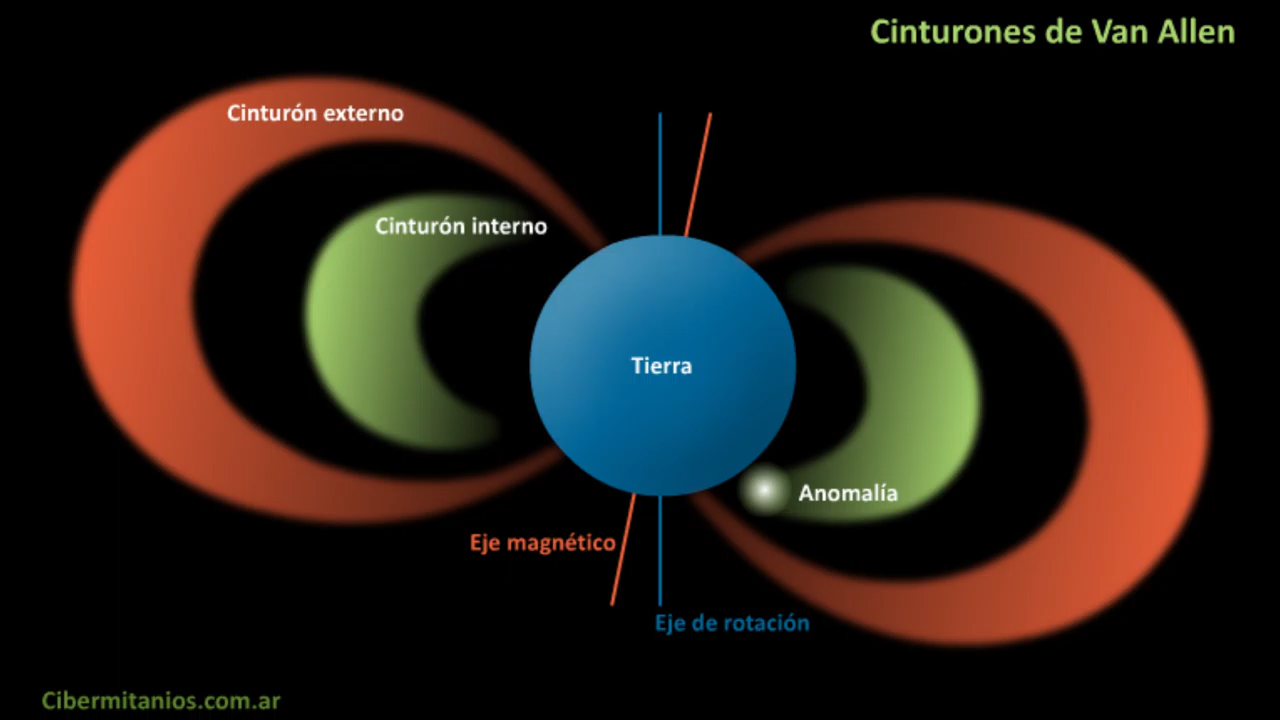 Cinturones de Van Allen
Cinturón externo
Cinturón interno
Tierra
Anomalía
Eje magnético
Eje de rotación
Cibermitanios.com.ar